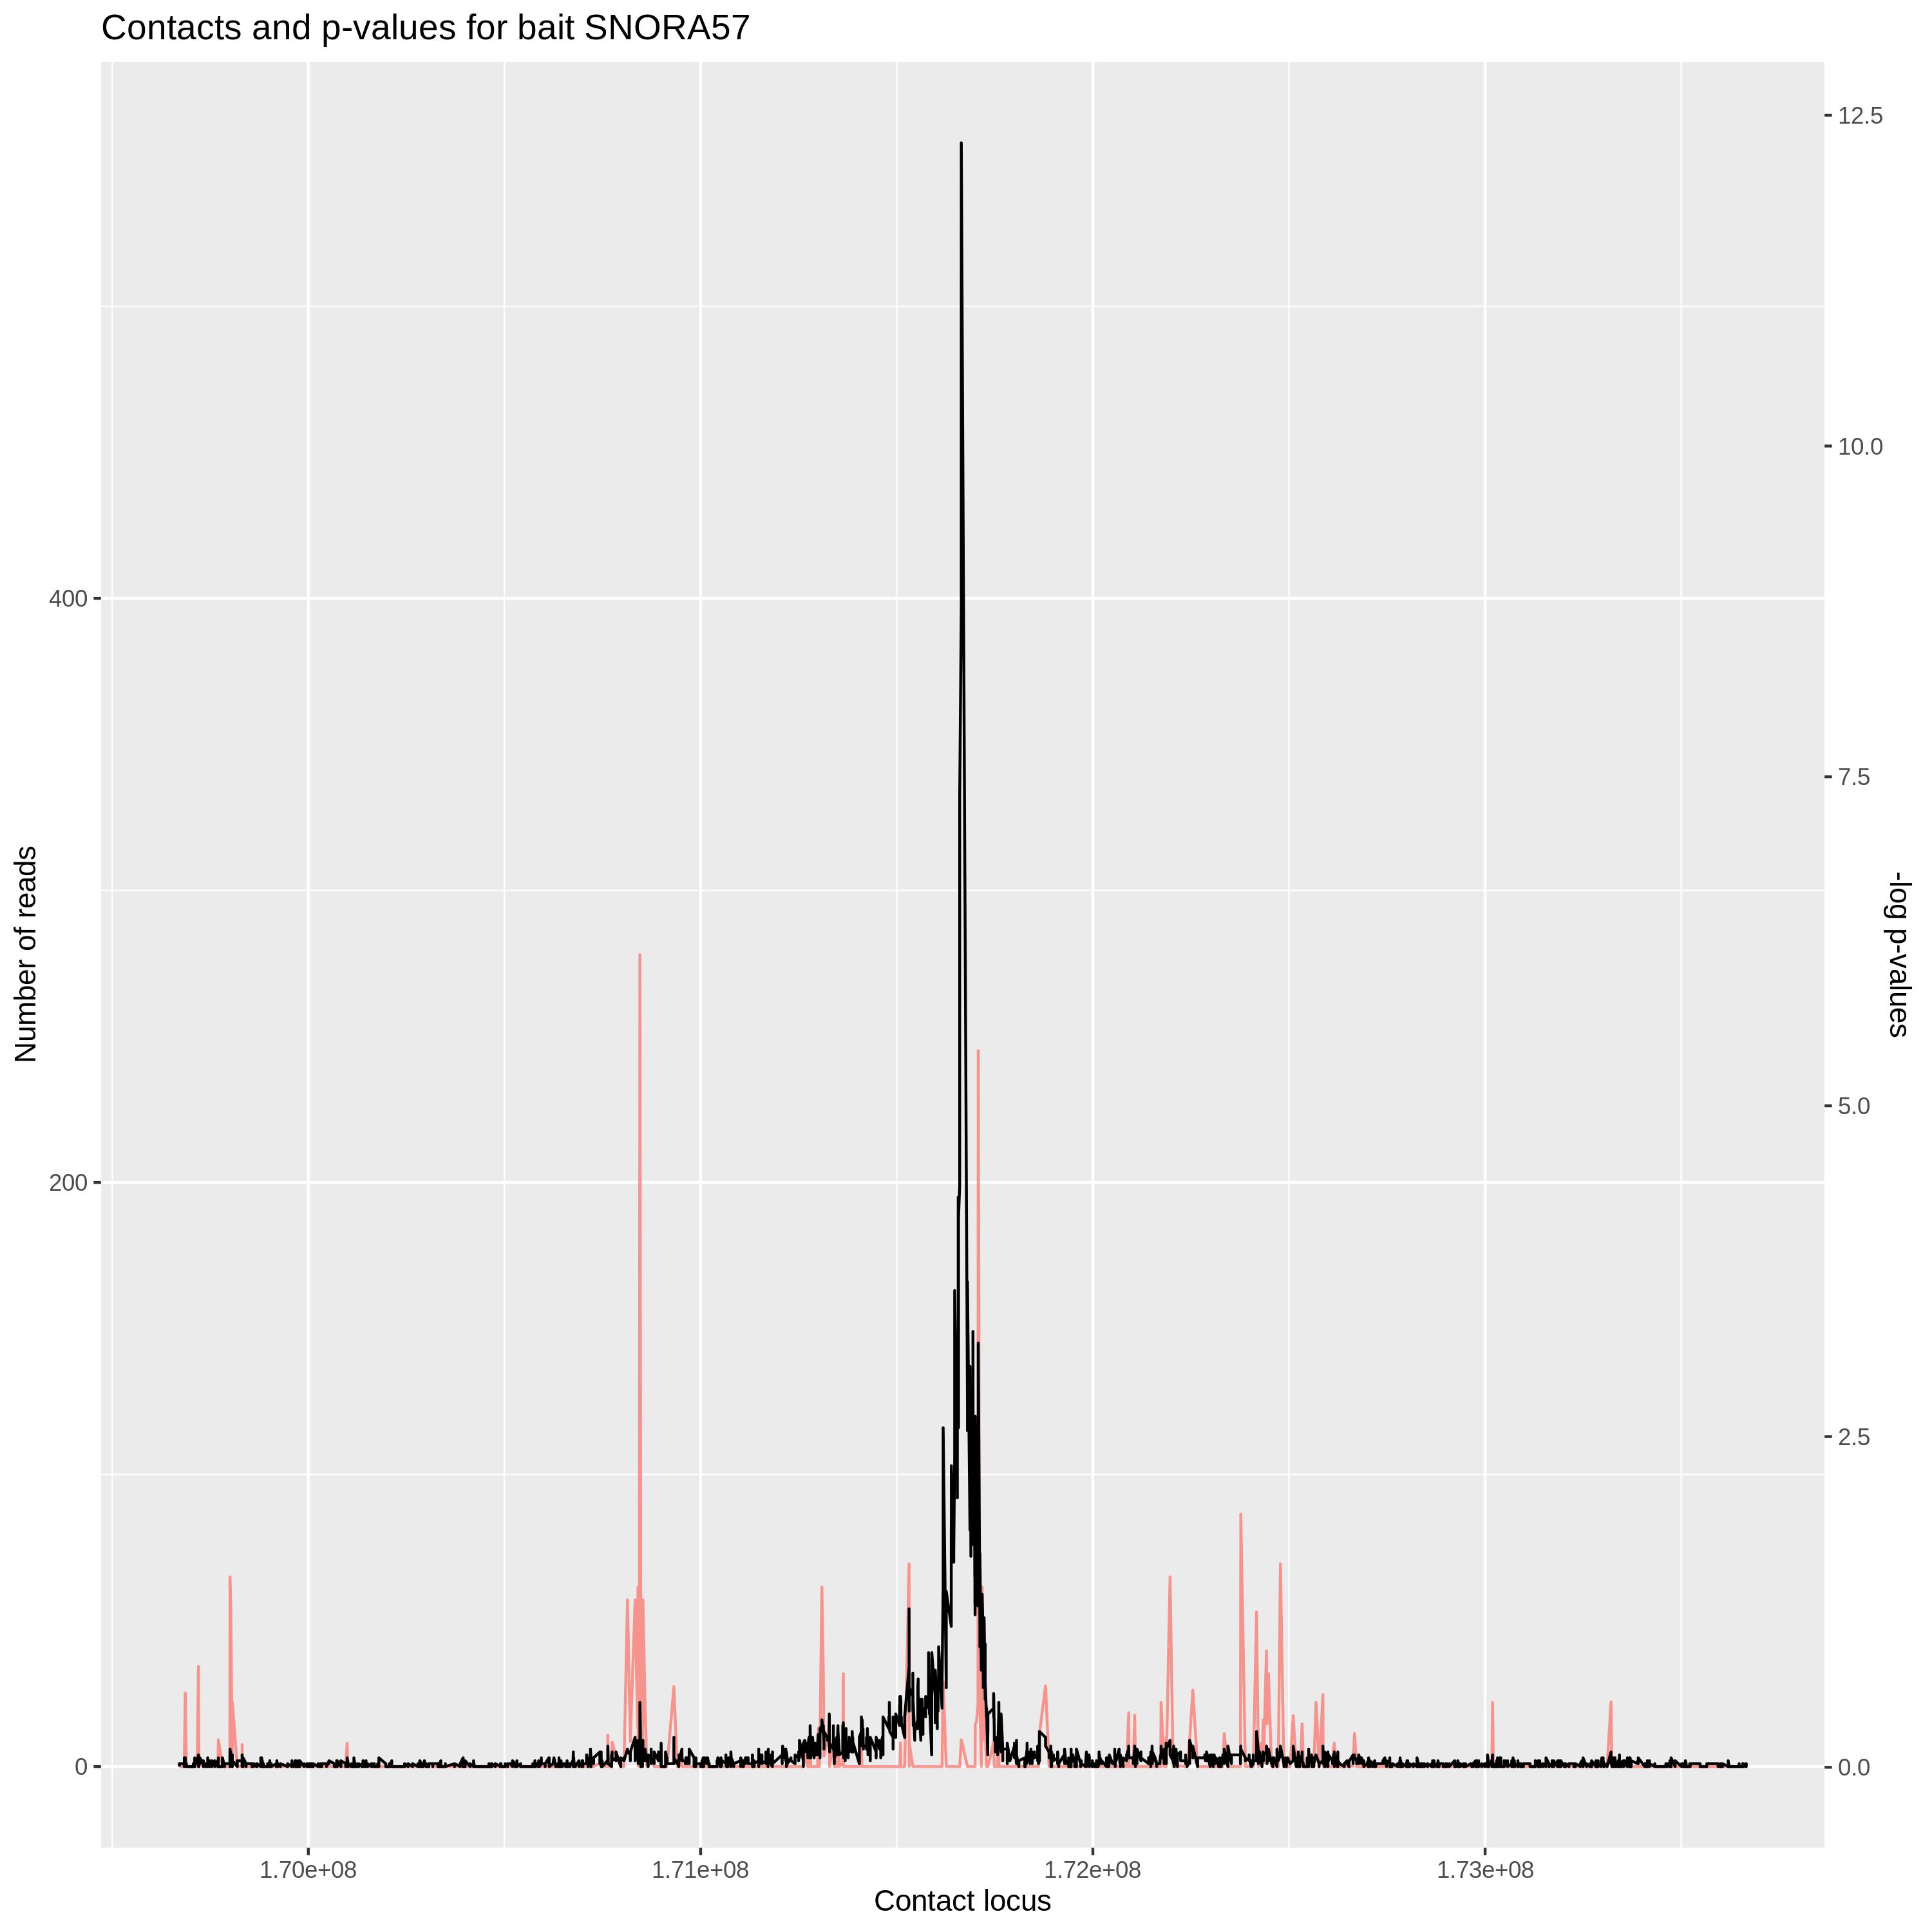 Contacts and p-values for bait SNORA57
12.5
10.0
400
7.5
Number of reads
-log p-values
5.0
200
2.5
0
0.0
1.70e+08
1.71e+08
1.72e+08
1.73e+08
Contact locus